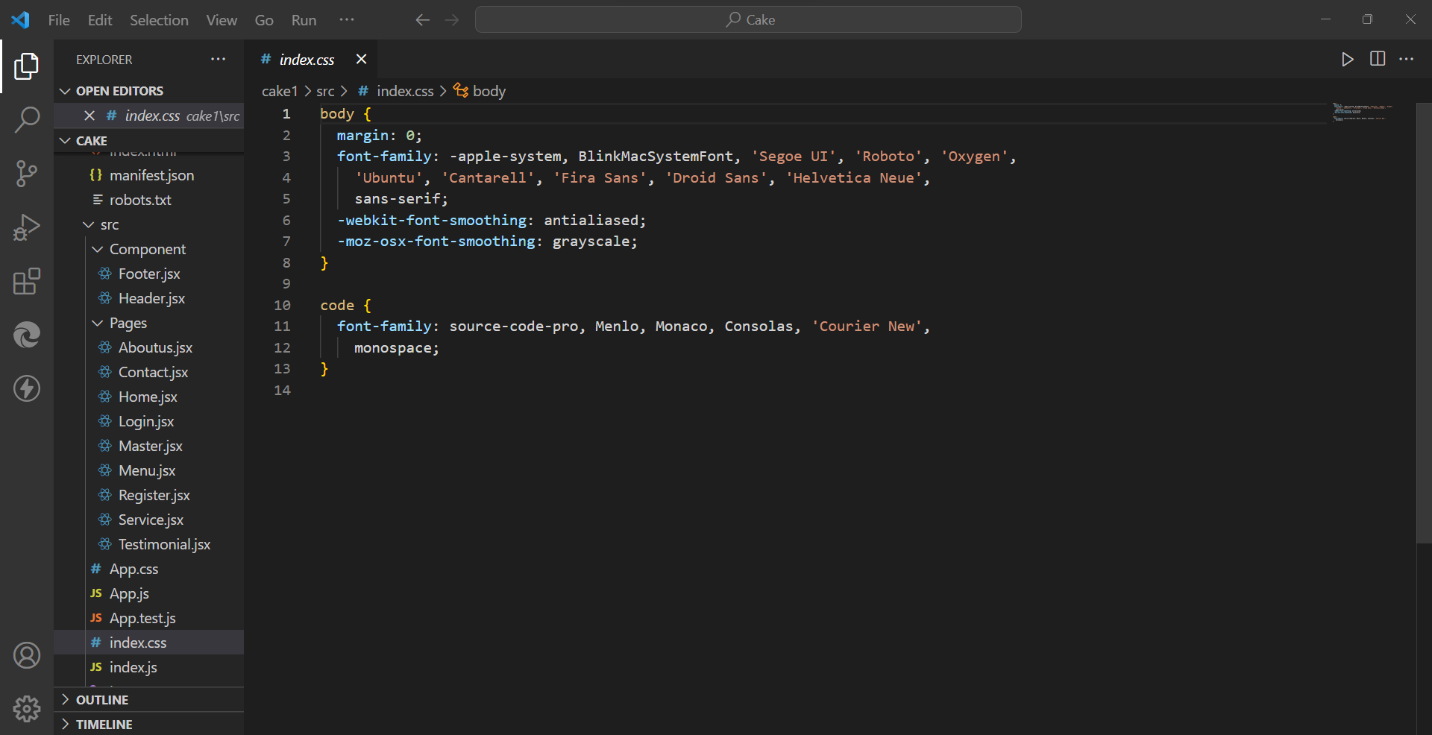 File Edit Selection View Go Run ···
Cake
EXPLORER ···
OPEN EDITORS
# index.css cake1\src
CAKE
index.html
{} manifest.json
robots.txt
src
Component
Footer.jsx
Header.jsx
Pages
Aboutus.jsx
Contact.jsx
Home.jsx
Login.jsx
Master.jsx
Menu.jsx
Register.jsx
Service.jsx
Testimonial.jsx
# App.css
JS App.js
JS App.test.js
# index.css
JS index.js
OUTLINE
TIMELINE
# index.css
cake1 > src > # index.css > body
1 body {
2 margin: 0;
3 font-family: -apple-system, BlinkMacSystemFont, 'Segoe UI', 'Roboto', 'Oxygen',
4 'Ubuntu', 'Cantarell', 'Fira Sans', 'Droid Sans', 'Helvetica Neue',
5 sans-serif;
6 -webkit-font-smoothing: antialiased;
7 -moz-osx-font-smoothing: grayscale;
8 }
9
10 code {
11 font-family: source-code-pro, Menlo, Monaco, Consolas, 'Courier New',
12 monospace;
13 }
14